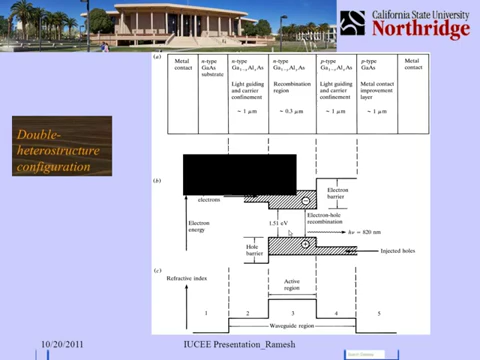 California State University
Northridge
Double-
heterostructure
configuration
(a)
Metal contact
n-type GaAs substrate
n-type Ga₁₋ₓAlₓAs
Light guiding and carrier confinement
~ 1 μm
n-type Ga₁₋ᵧAlᵧAs
Recombination region
~ 0.3 μm
p-type Ga₁₋ₓAlₓAs
Light guiding and carrier confinement
~ 1 μm
p-type GaAs
Metal contact improvement layer
~ 1 μm
Metal contact
(b)
electrons
Electron barrier
Electron-hole recombination
Electron energy
1.51 eV
hν ≈ 820 nm
Hole barrier
Injected holes
(c)
Refractive index
Active region
1 2 3 4 5
Waveguide region
10/20/2011
IUCEE Presentation_Ramesh